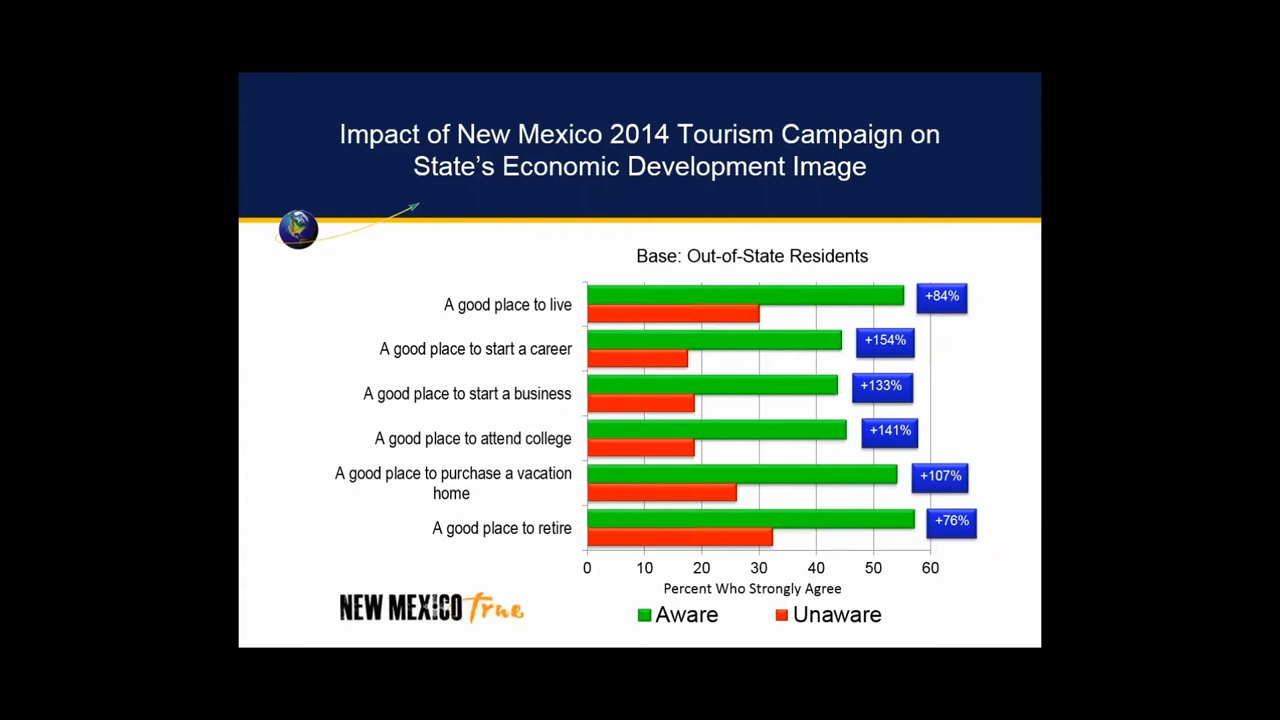 Impact of New Mexico 2014 Tourism Campaign on
State's Economic Development Image
Base: Out-of-State Residents
A good place to live
+84%
A good place to start a career
+154%
A good place to start a business
+133%
A good place to attend college
+141%
A good place to purchase a vacation
home
+107%
A good place to retire
+76%
0 10 20 30 40 50 60
Percent Who Strongly Agree
Aware Unaware
NEW MEXICO True